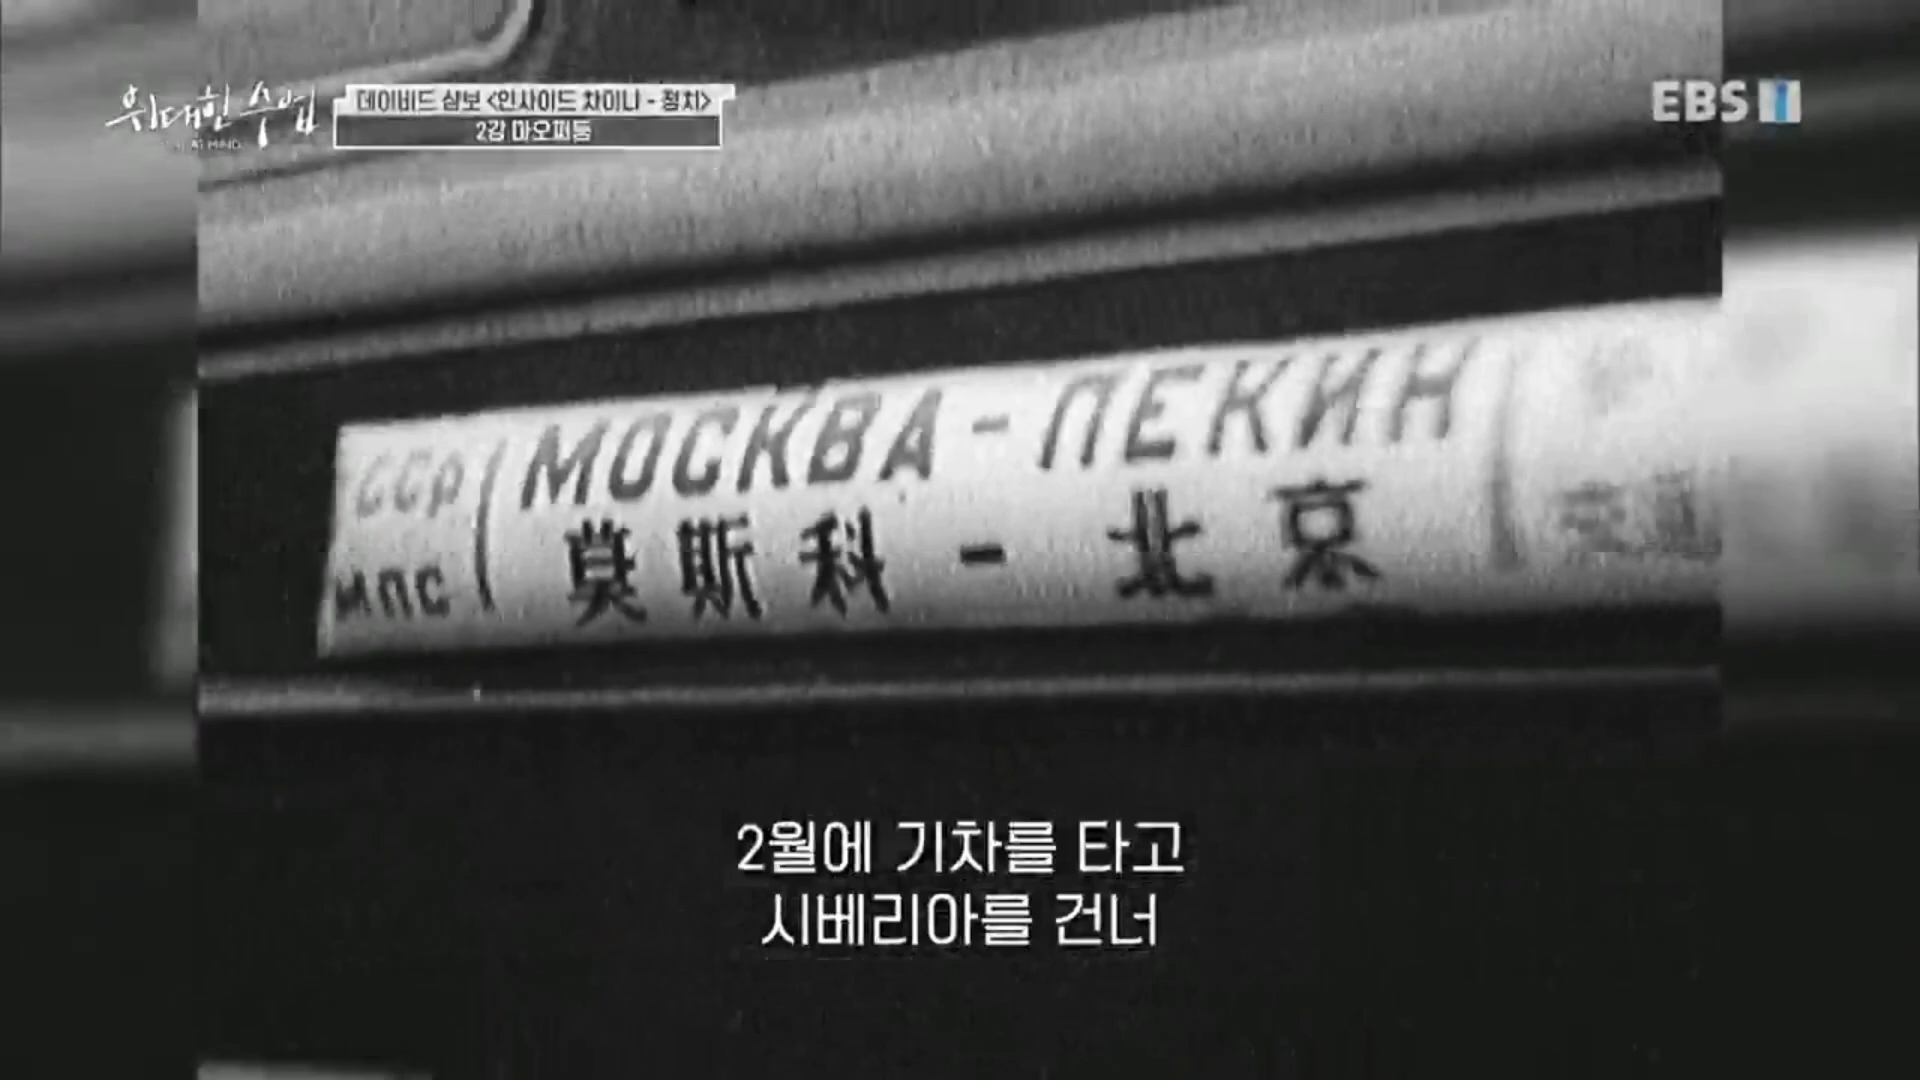 위대한 수업
데이비드 샴보 <인사이드 차이나 - 정치>
2강 마오쩌둥
EBS 1
СССР
МПС
МОСКВА - ПЕКИН
莫斯科 - 北京
2월에 기차를 타고
시베리아를 건너